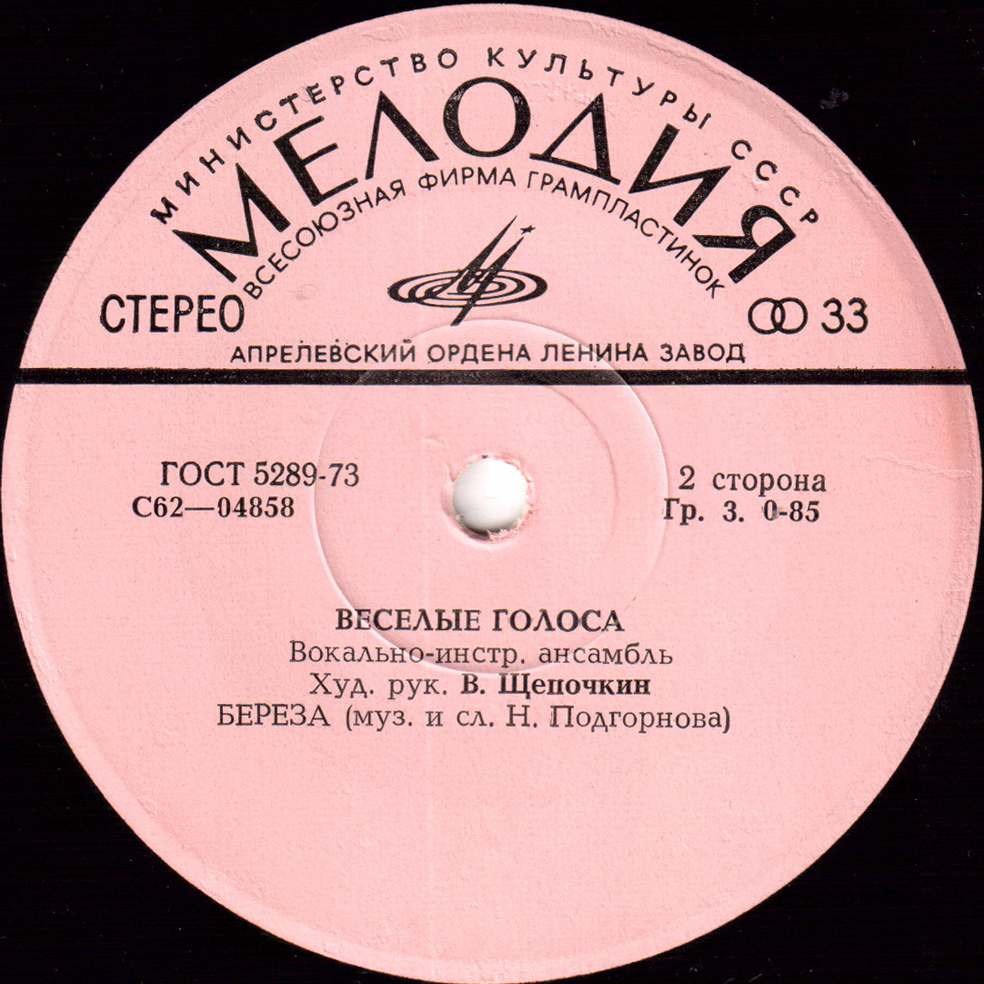 МИНИСТЕРСТВО КУЛЬТУРЫ СССР
МЕЛОДИЯ
ВСЕСОЮЗНАЯ ФИРМА ГРАМПЛАСТИНОК
СТЕРЕО
33
АПРЕЛЕВСКИЙ ОРДЕНА ЛЕНИНА ЗАВОД
ГОСТ 5289-73
С62—04858
2 сторона
Гр. 3. 0-85
ВЕСЕЛЫЕ ГОЛОСА
Вокально-инстр. ансамбль
Худ. рук. В. Щепочкин
БЕРЕЗА (муз. и сл. Н. Подгорнова)